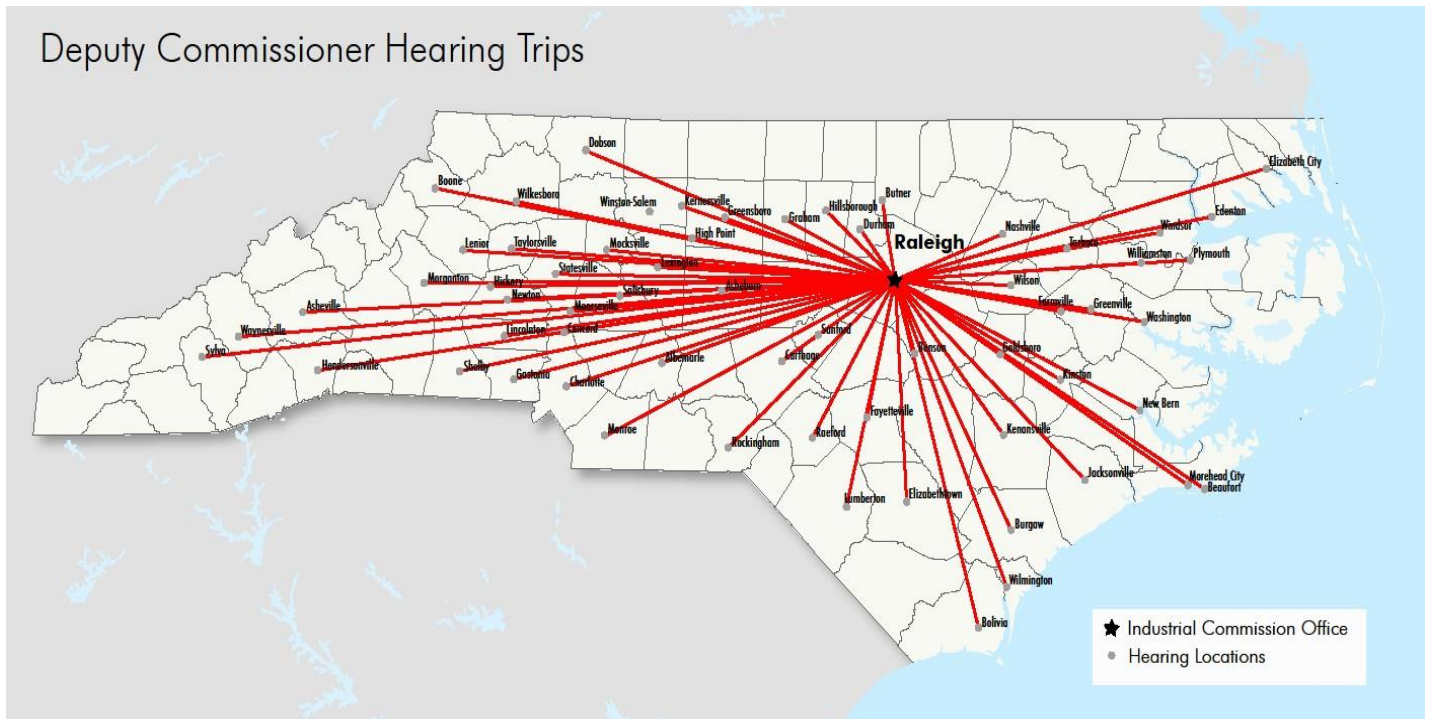 Deputy Commissioner Hearing Trips
Dobson
Elizabeth City
Boone
Wilkesboro
Butner
Winston-Salem
Kernersville
Hillsborough
Greensboro
Graham
Edenton
Durham
Nashville
Windsor
High Point
Raleigh
Tarboro
Lenior
Taylorsville
Mocksville
Williamston
Plymouth
Lexington
Statesville
Morganton
Hickory
Wilson
Asheboro
Salisbury
Newton
Asheville
Mooresville
Farmville
Greenville
Washington
Waynesville
Lincolnton
Concord
Sanford
Sylva
Benson
Goldsboro
Carthage
Albemarle
Hendersonville
Shelby
Gastonia
Charlotte
Kinston
New Bern
Fayetteville
Monroe
Raeford
Kenansville
Rockingham
Jacksonville
Morehead City
Beaufort
Lumberton
Elizabethtown
Burgaw
Wilmington
Bolivia
Industrial Commission Office
Hearing Locations